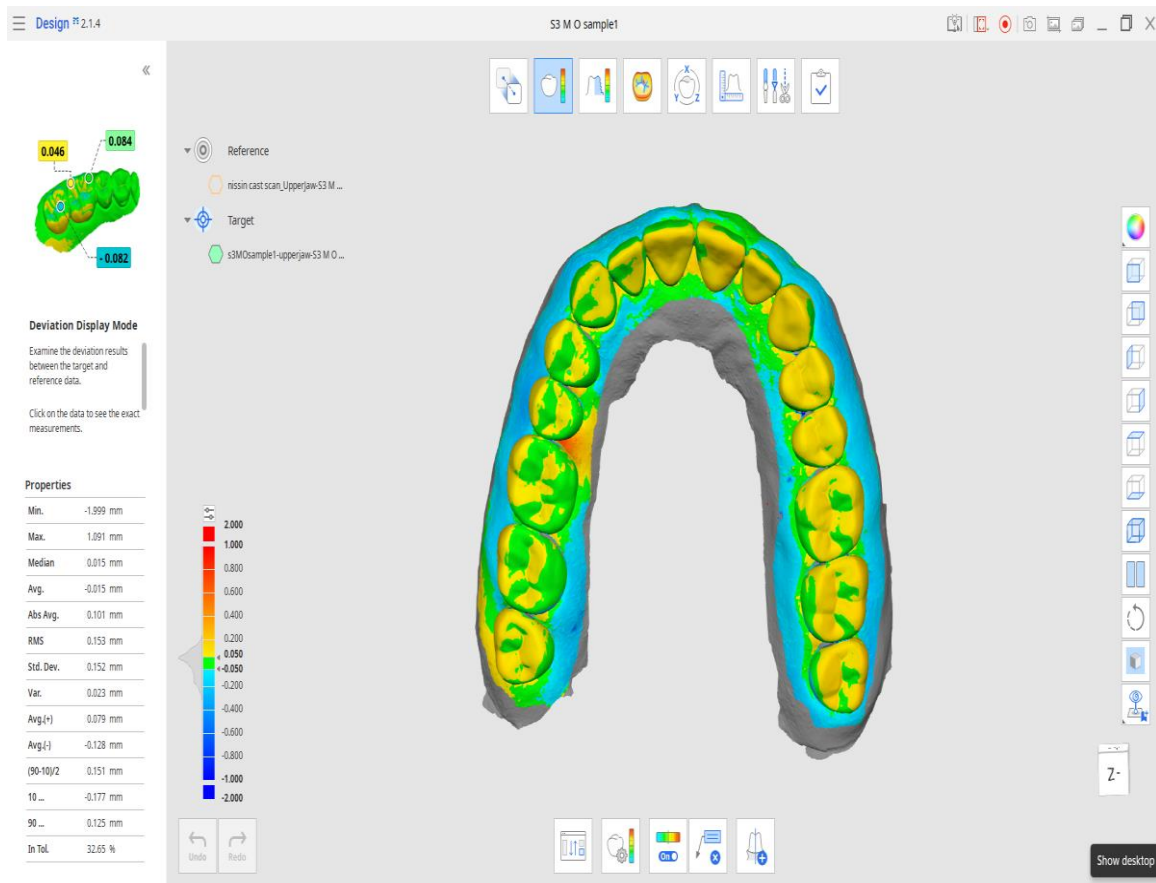 Design 2.1.4
S3 M O sample1
0.046
0.084
- 0.082
Deviation Display Mode
Examine the deviation results
between the target and
reference data.
Click on the data to see the exact
measurements.
Properties
Min. -1.999 mm
Max. 1.091 mm
Median 0.015 mm
Avg. -0.015 mm
Abs Avg. 0.101 mm
RMS 0.153 mm
Std. Dev. 0.152 mm
Var. 0.023 mm
Avg.(+) 0.079 mm
Avg.(-) -0.128 mm
(90-10)/2 0.151 mm
10 ... -0.177 mm
90 ... 0.125 mm
In Tol. 32.65 %
Reference
nissin cast scan_UpperJaw-S3 M ...
Target
s3MOsample1-upperjaw-S3 M O ...
2.000
1.000
0.800
0.600
0.400
0.200
0.050
-0.050
-0.200
-0.400
-0.600
-0.800
-1.000
-2.000
Undo
Redo
X
Y Z
On
Z-
Show desktop